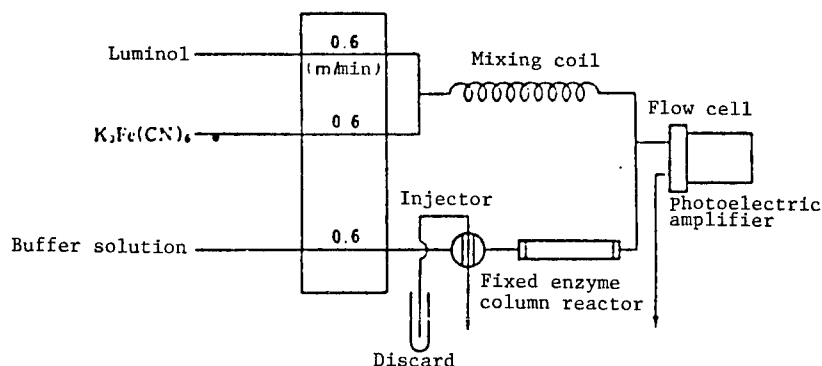 Luminol
0.6
(m/min)
Mixing coil
K₃Fe(CN)₆
0.6
Flow cell
Injector
Photoelectric
amplifier
Buffer solution
0.6
Fixed enzyme
column reactor
Discard